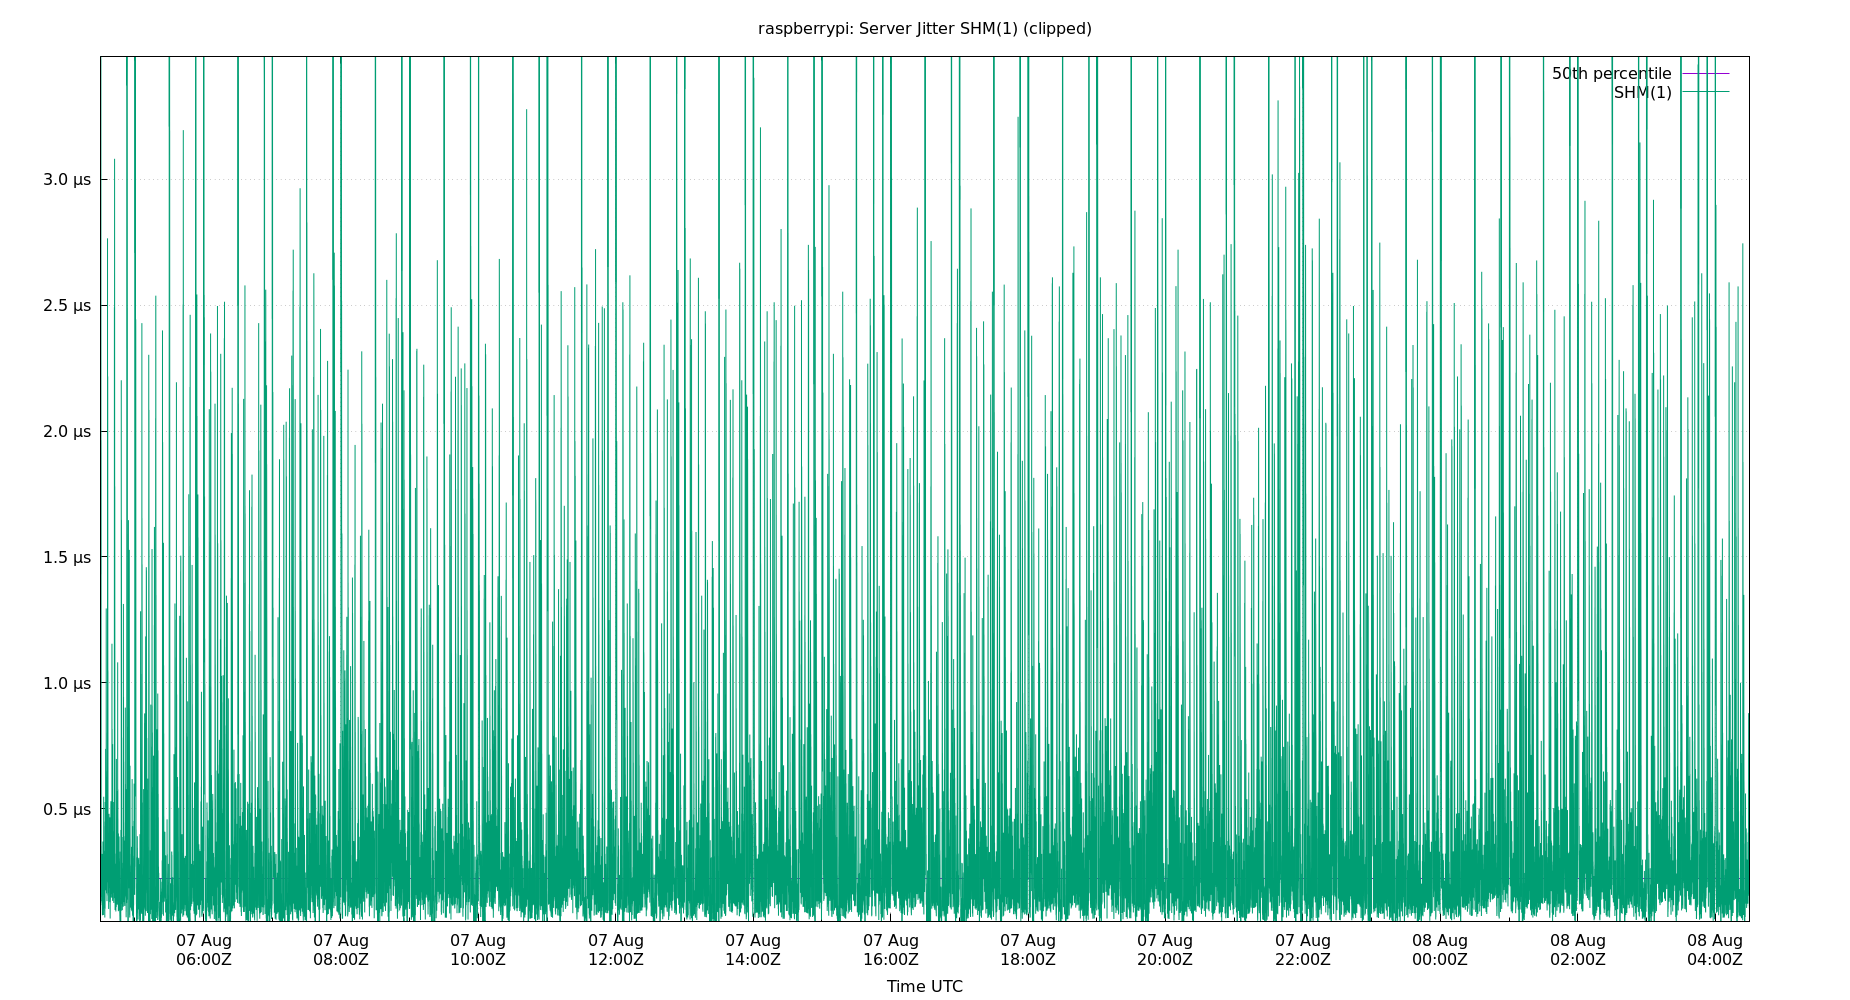 raspberrypi: Server Jitter SHM(1) (clipped)
50th percentile
SHM(1)
3.0 µs
2.5 µs
2.0 µs
1.5 µs
1.0 µs
0.5 µs
07 Aug 07 Aug 07 Aug 07 Aug 07 Aug 07 Aug 07 Aug 07 Aug 07 Aug 08 Aug 08 Aug 08 Aug
06:00Z 08:00Z 10:00Z 12:00Z 14:00Z 16:00Z 18:00Z 20:00Z 22:00Z 00:00Z 02:00Z 04:00Z
Time UTC